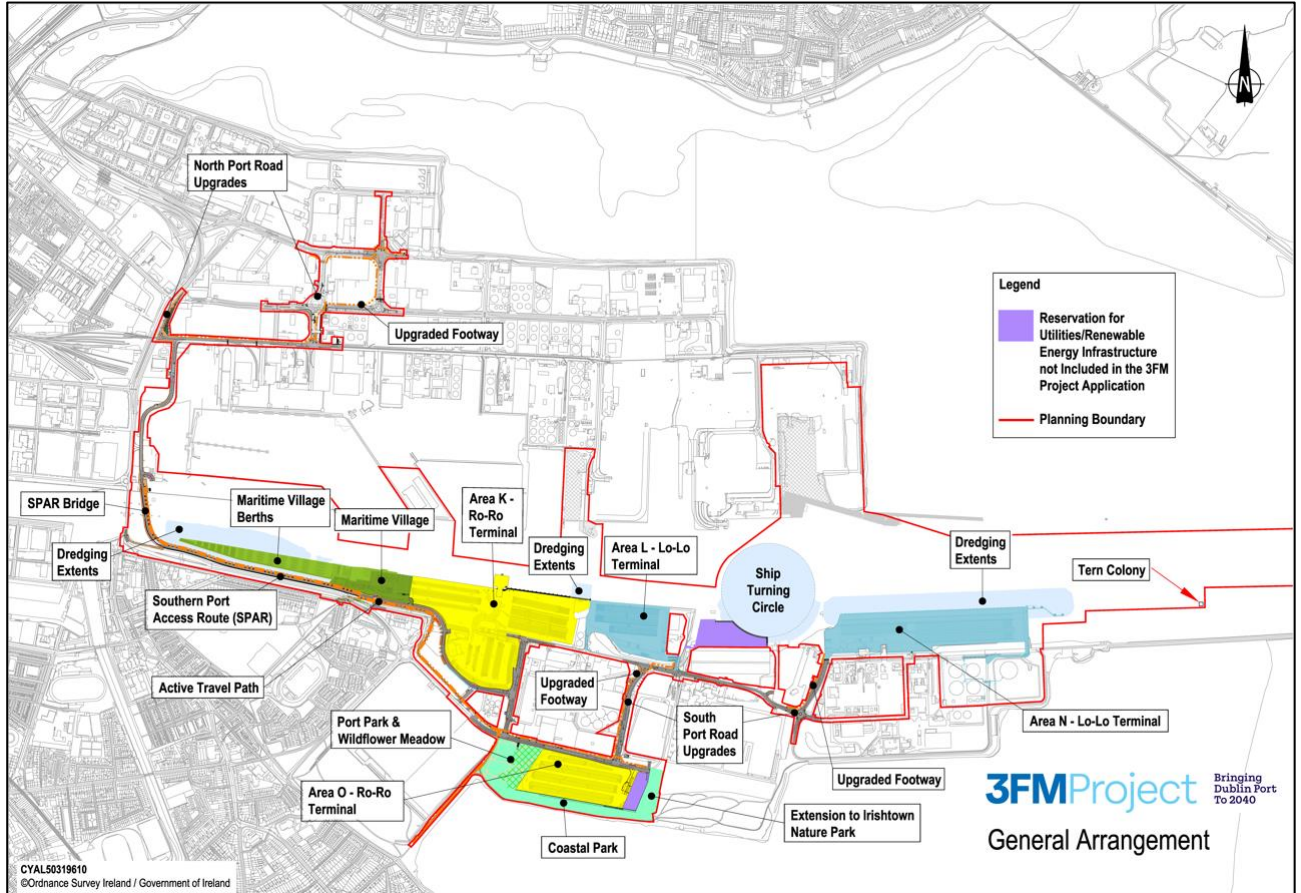 N
North Port Road
Upgrades
Upgraded Footway
Legend
Reservation for
Utilities/Renewable
Energy Infrastructure
not Included in the 3FM
Project Application
Planning Boundary
SPAR Bridge
Maritime Village
Berths
Maritime Village
Area K -
Ro-Ro
Terminal
Dredging
Extents
Dredging
Extents
Area L - Lo-Lo
Terminal
Ship
Turning
Circle
Dredging
Extents
Tern Colony
Southern Port
Access Route (SPAR)
Active Travel Path
Upgraded
Footway
Port Park &
Wildflower Meadow
South
Port Road
Upgrades
Area N - Lo-Lo Terminal
Area O - Ro-Ro
Terminal
Upgraded Footway
Extension to Irishtown
Nature Park
Coastal Park
3FMProject
Bringing
Dublin Port
To 2040
General Arrangement
CYAL50319610
©Ordnance Survey Ireland / Government of Ireland